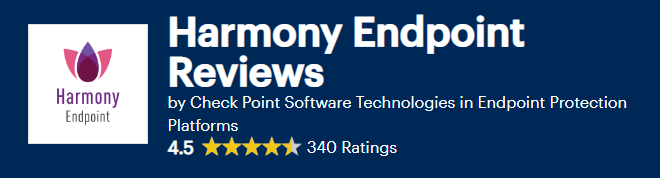 Harmony
Endpoint
Harmony Endpoint
Reviews
by Check Point Software Technologies in Endpoint Protection
Platforms
4.5 340 Ratings